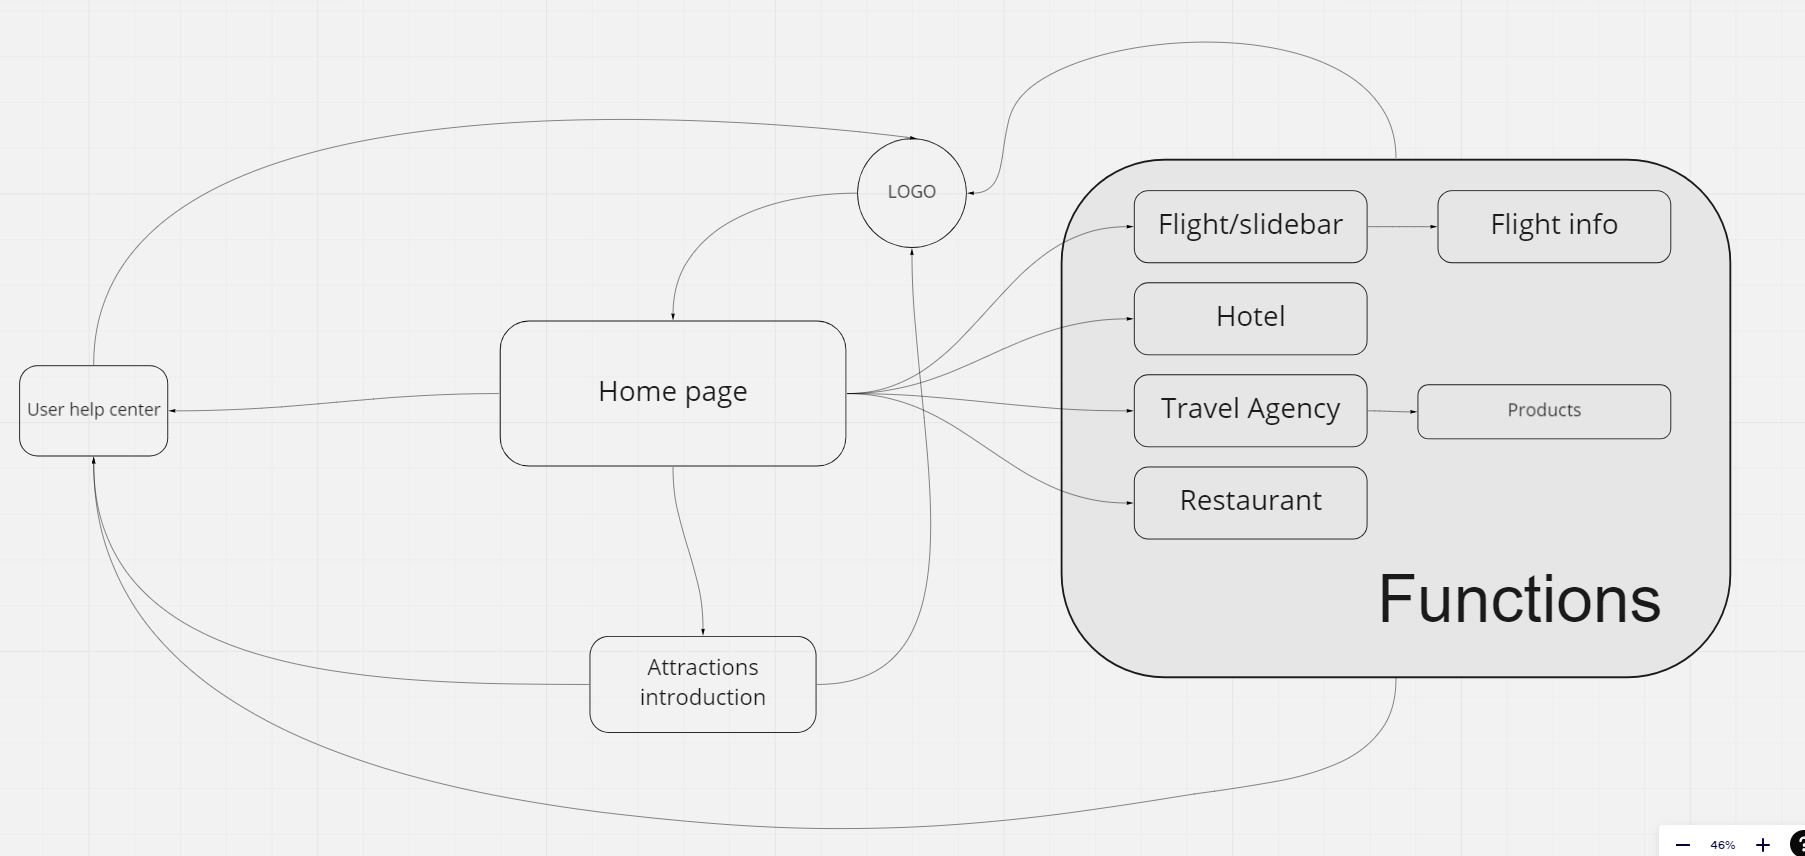 LOGO
Flight/slidebar
Flight info
Hotel
Home page
User help center
Travel Agency
Products
Restaurant
Functions
Attractions
introduction
46%